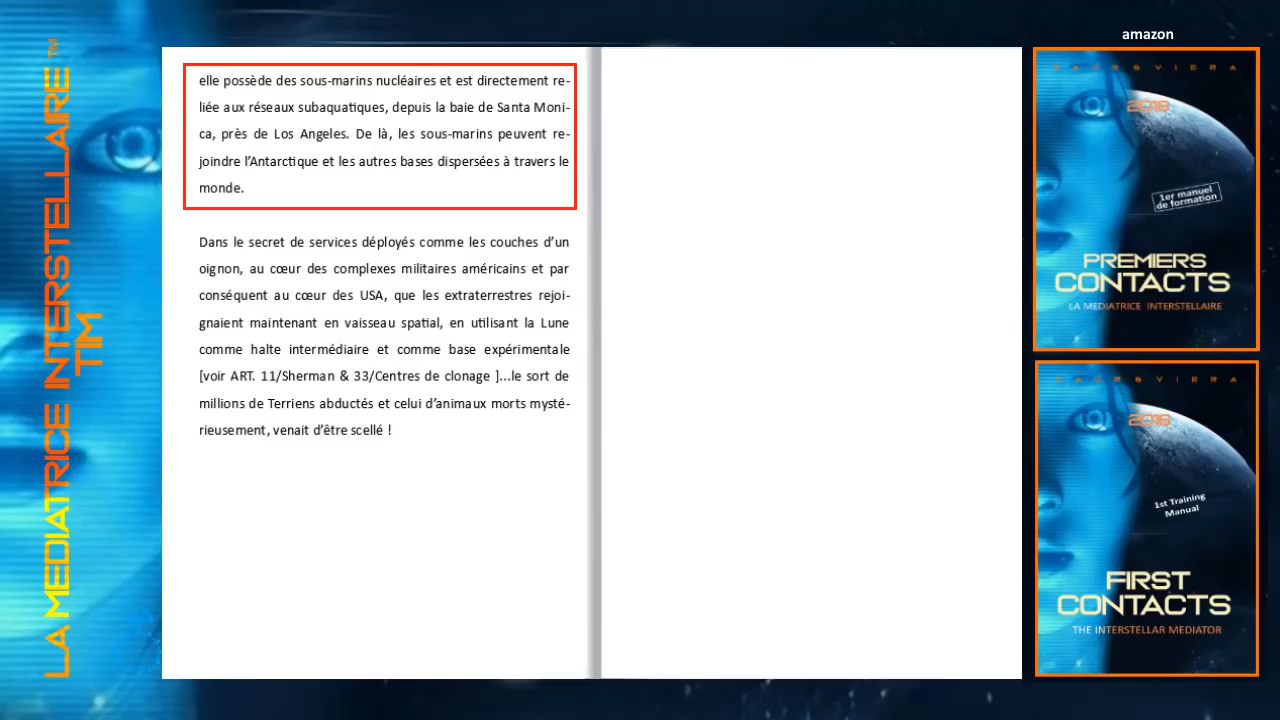 LA MEDIATRICE INTERSTELLAIRE™
TIM
elle possède des sous-marins nucléaires et est directement re-
liée aux réseaux subaquatiques, depuis la baie de Santa Moni-
ca, près de Los Angeles. De là, les sous-marins peuvent re-
joindre l’Antarctique et les autres bases dispersées à travers le
monde.
Dans le secret de services déployés comme les couches d’un
oignon, au cœur des complexes militaires américains et par
conséquent au cœur des USA, que les extraterrestres rejoi-
gnaient maintenant en vaisseau spatial, en utilisant la Lune
comme halte intermédiaire et comme base expérimentale
[voir ART. 11/Sherman & 33/Centres de clonage ]...le sort de
millions de Terriens abductés et celui d’animaux morts mysté-
rieusement, venait d’être scellé !
amazon
2018
1er manuel
de formation
PREMIERS
CONTACTS
LA MEDIATRICE INTERSTELLAIRE
2018
1st Training
Manual
FIRST
CONTACTS
THE INTERSTELLAR MEDIATOR